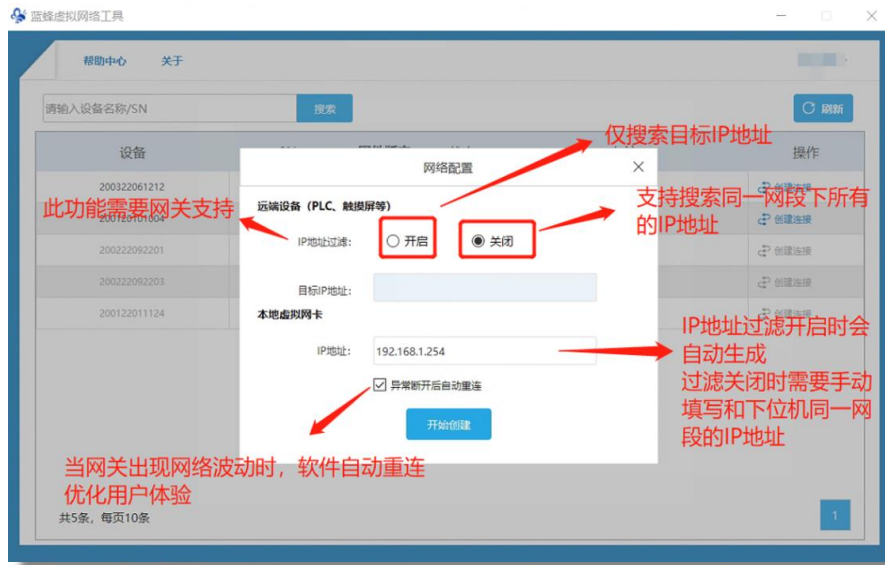 蓝蜂虚拟网络工具
帮助中心 关于
请输入设备名称/SN 搜索 刷新
仅搜索目标IP地址
设备 操作
网络配置
200322061212 创建连接
远端设备（PLC、触摸屏等）
支持搜索同一网段下所有
的IP地址
此功能需要网关支持
200120101004 创建连接
IP地址过滤： 开启 关闭
200222092201 创建连接
200222092203 创建连接
目标IP地址：
200122011124 创建连接
本地虚拟网卡
IP地址： 192.168.1.254
IP地址过滤开启时会
自动生成
过滤关闭时需要手动
填写和下位机同一网
段的IP地址
异常断开后自动重连
开始创建
当网关出现网络波动时，软件自动重连
优化用户体验
共5条，每页10条 1